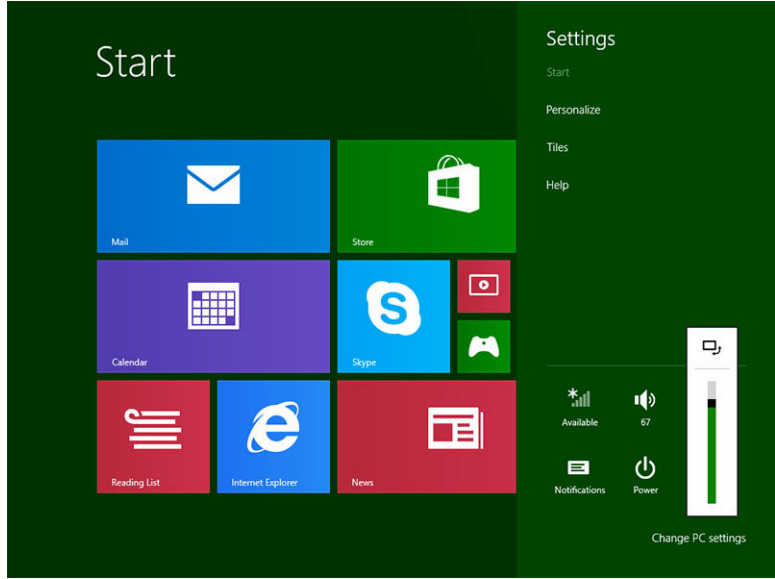 Start
Mail
Store
Calendar
Skype
Reading List
Internet Explorer
News
Settings
Start
Personalize
Tiles
Help
Available
67
Notifications
Power
Change PC settings